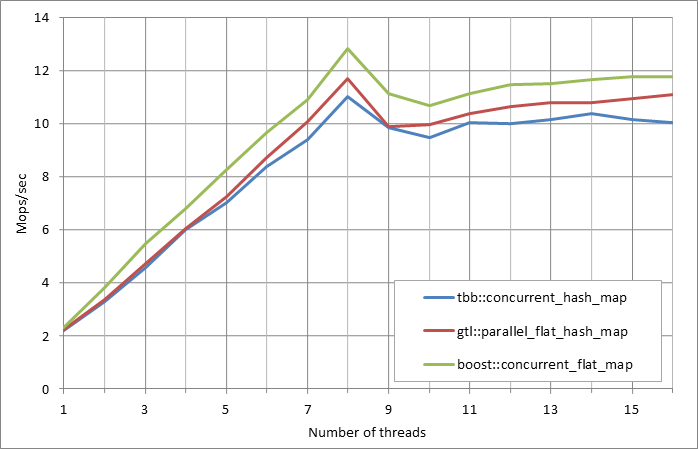 14
12
10
8
6
4
2
0
Mops/sec
tbb::concurrent_hash_map
gtl::parallel_flat_hash_map
boost::concurrent_flat_map
1 3 5 7 9 11 13 15
Number of threads